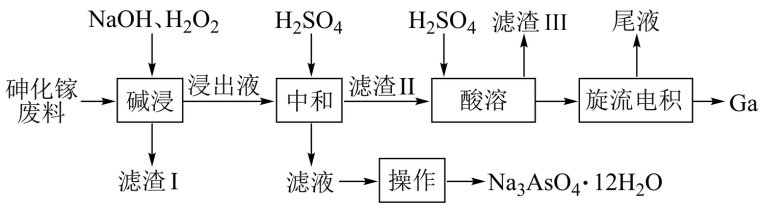 NaOH、H₂O₂
H₂SO₄
H₂SO₄
滤渣III
尾液
砷化镓
废料
碱浸
浸出液
中和
滤渣II
酸溶
旋流电积
Ga
滤渣I
滤液
操作
Na₃AsO₄·12H₂O